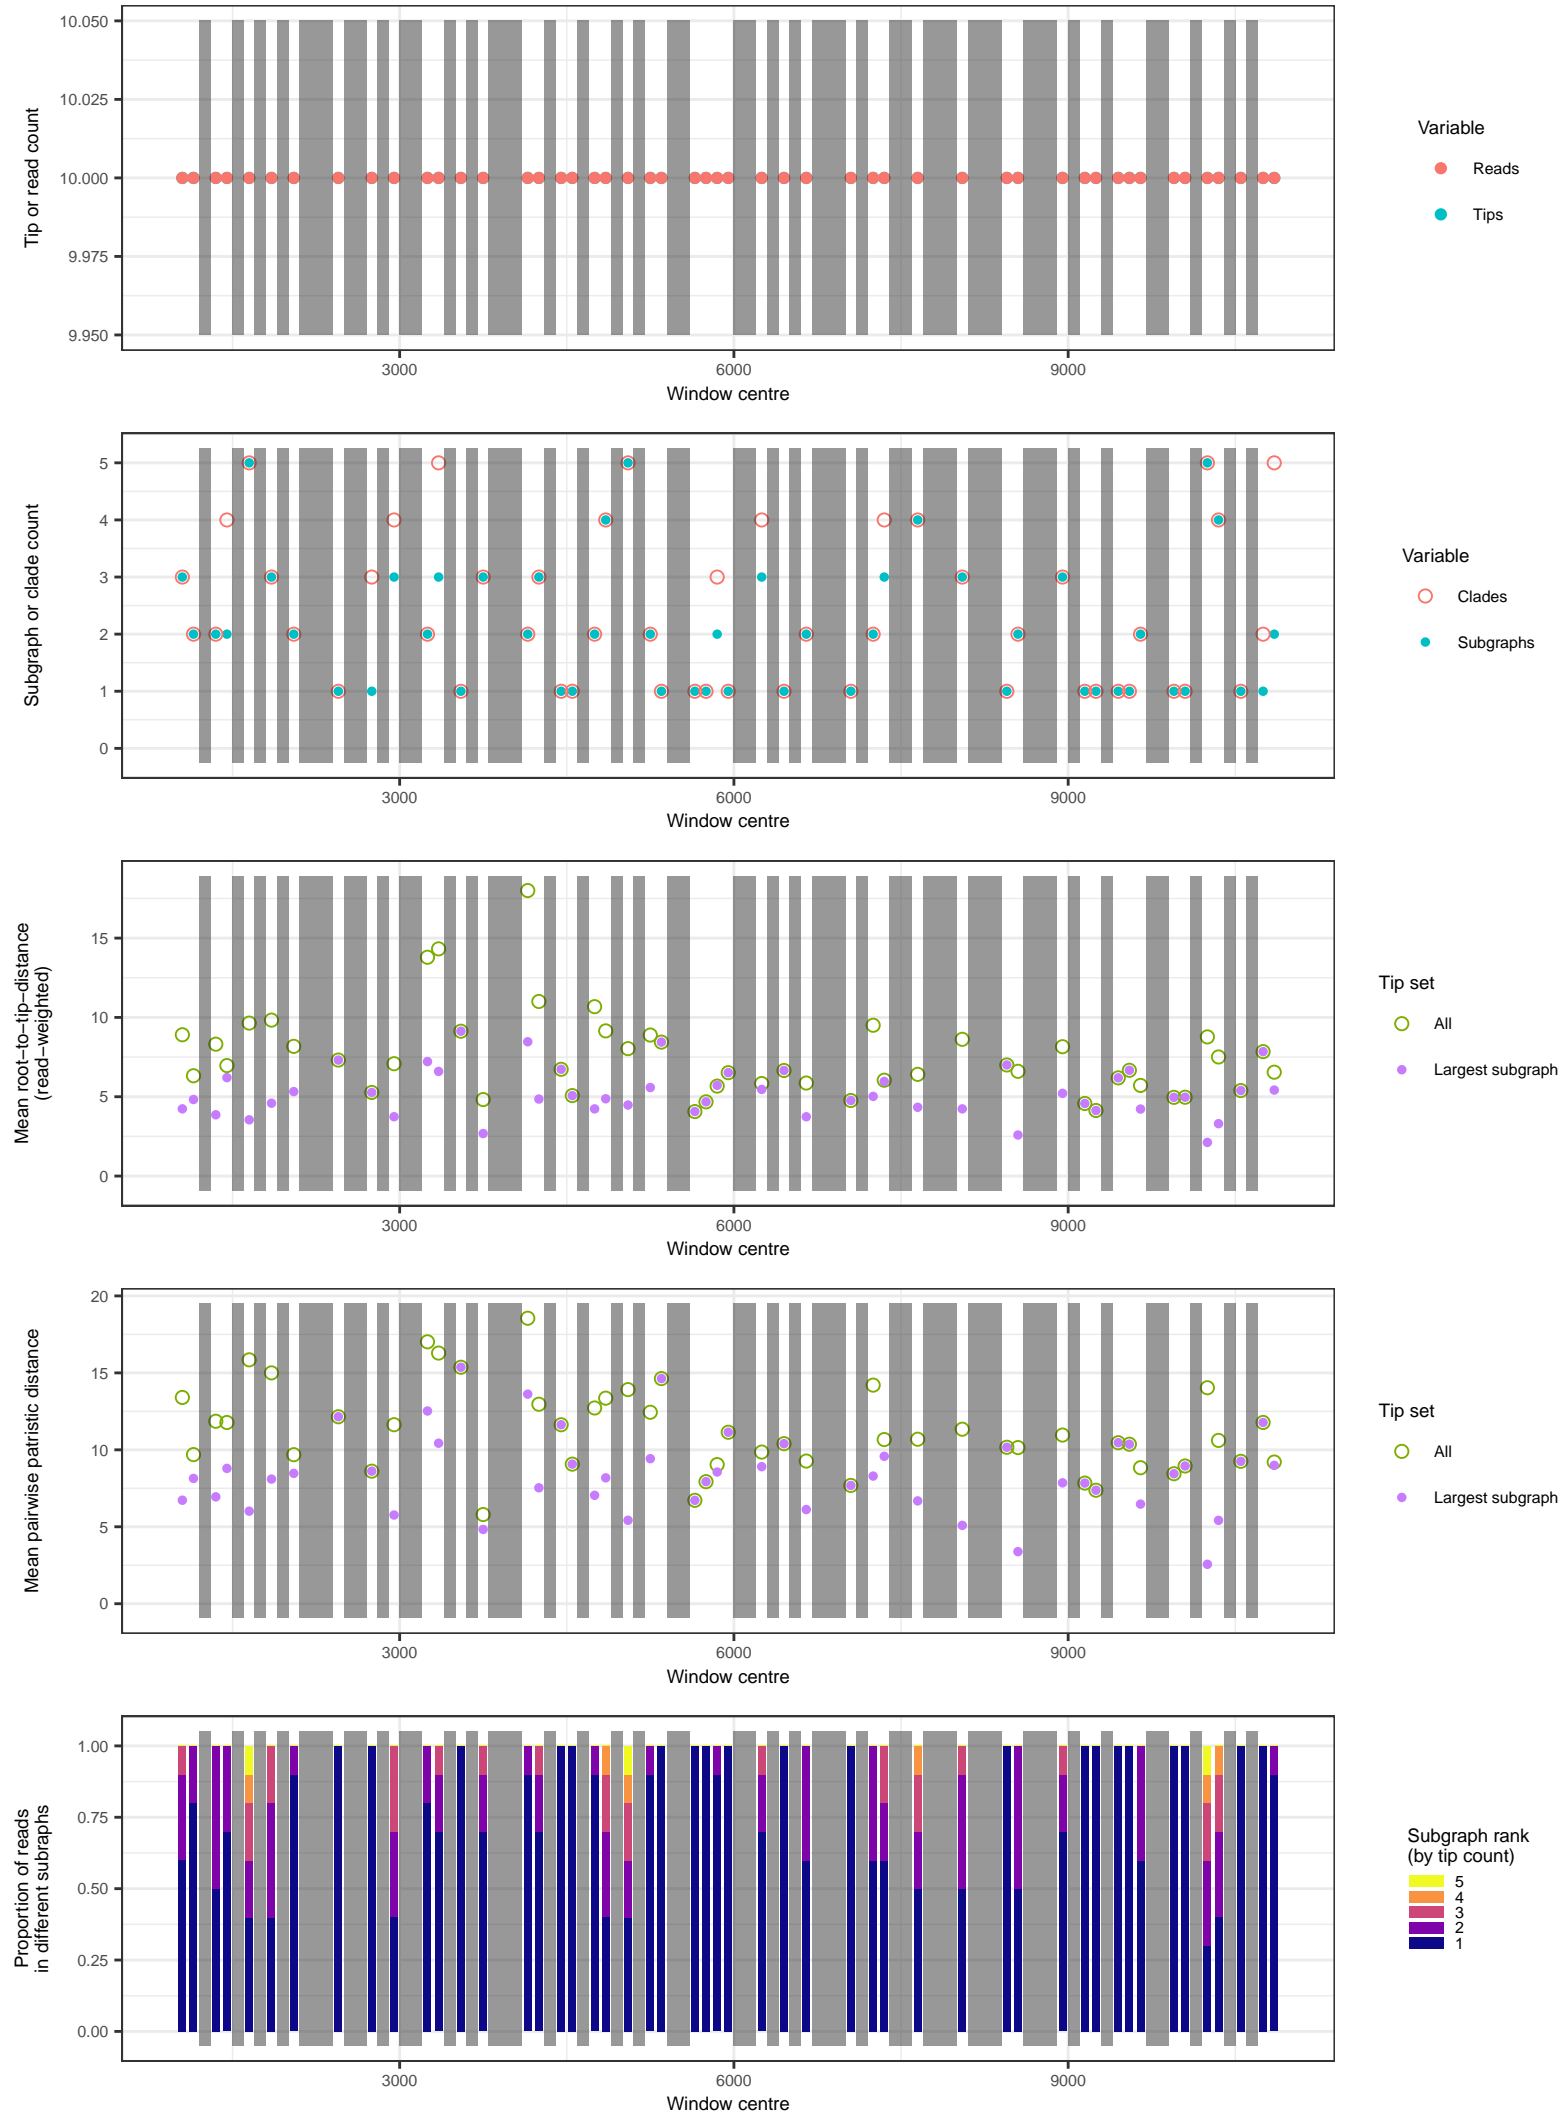 10.050
10.025
10.000
9.975
9.950
Tip or read count
3000
6000
9000
Window centre
Variable
Reads
Tips
5
4
3
2
1
0
Subgraph or clade count
3000
6000
9000
Window centre
Variable
Clades
Subgraphs
15
10
5
0
Mean root−to−tip−distance
(read−weighted)
3000
6000
9000
Window centre
Tip set
All
Largest subgraph
20
15
10
5
0
Mean pairwise patristic distance
3000
6000
9000
Window centre
Tip set
All
Largest subgraph
1.00
0.75
0.50
0.25
0.00
Proportion of reads
in different subraphs
3000
6000
9000
Window centre
Subgraph rank
(by tip count)
5
4
3
2
1